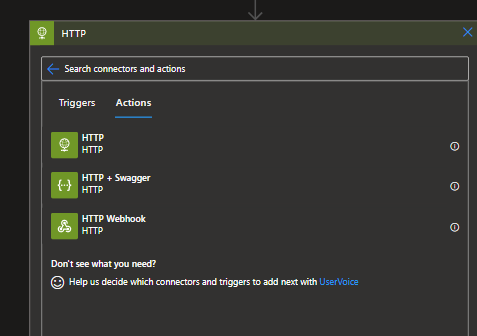 HTTP
Search connectors and actions
Triggers Actions
HTTP
HTTP
HTTP + Swagger
HTTP
HTTP Webhook
HTTP
Don't see what you need?
Help us decide which connectors and triggers to add next with UserVoice